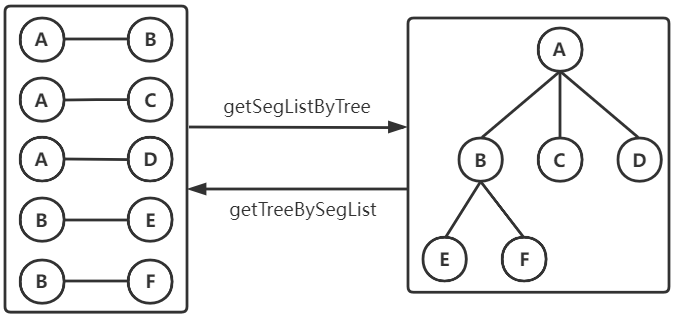 A B
A C
A D
B E
B F
getSegListByTree
getTreeBySegList
A
B C D
E F